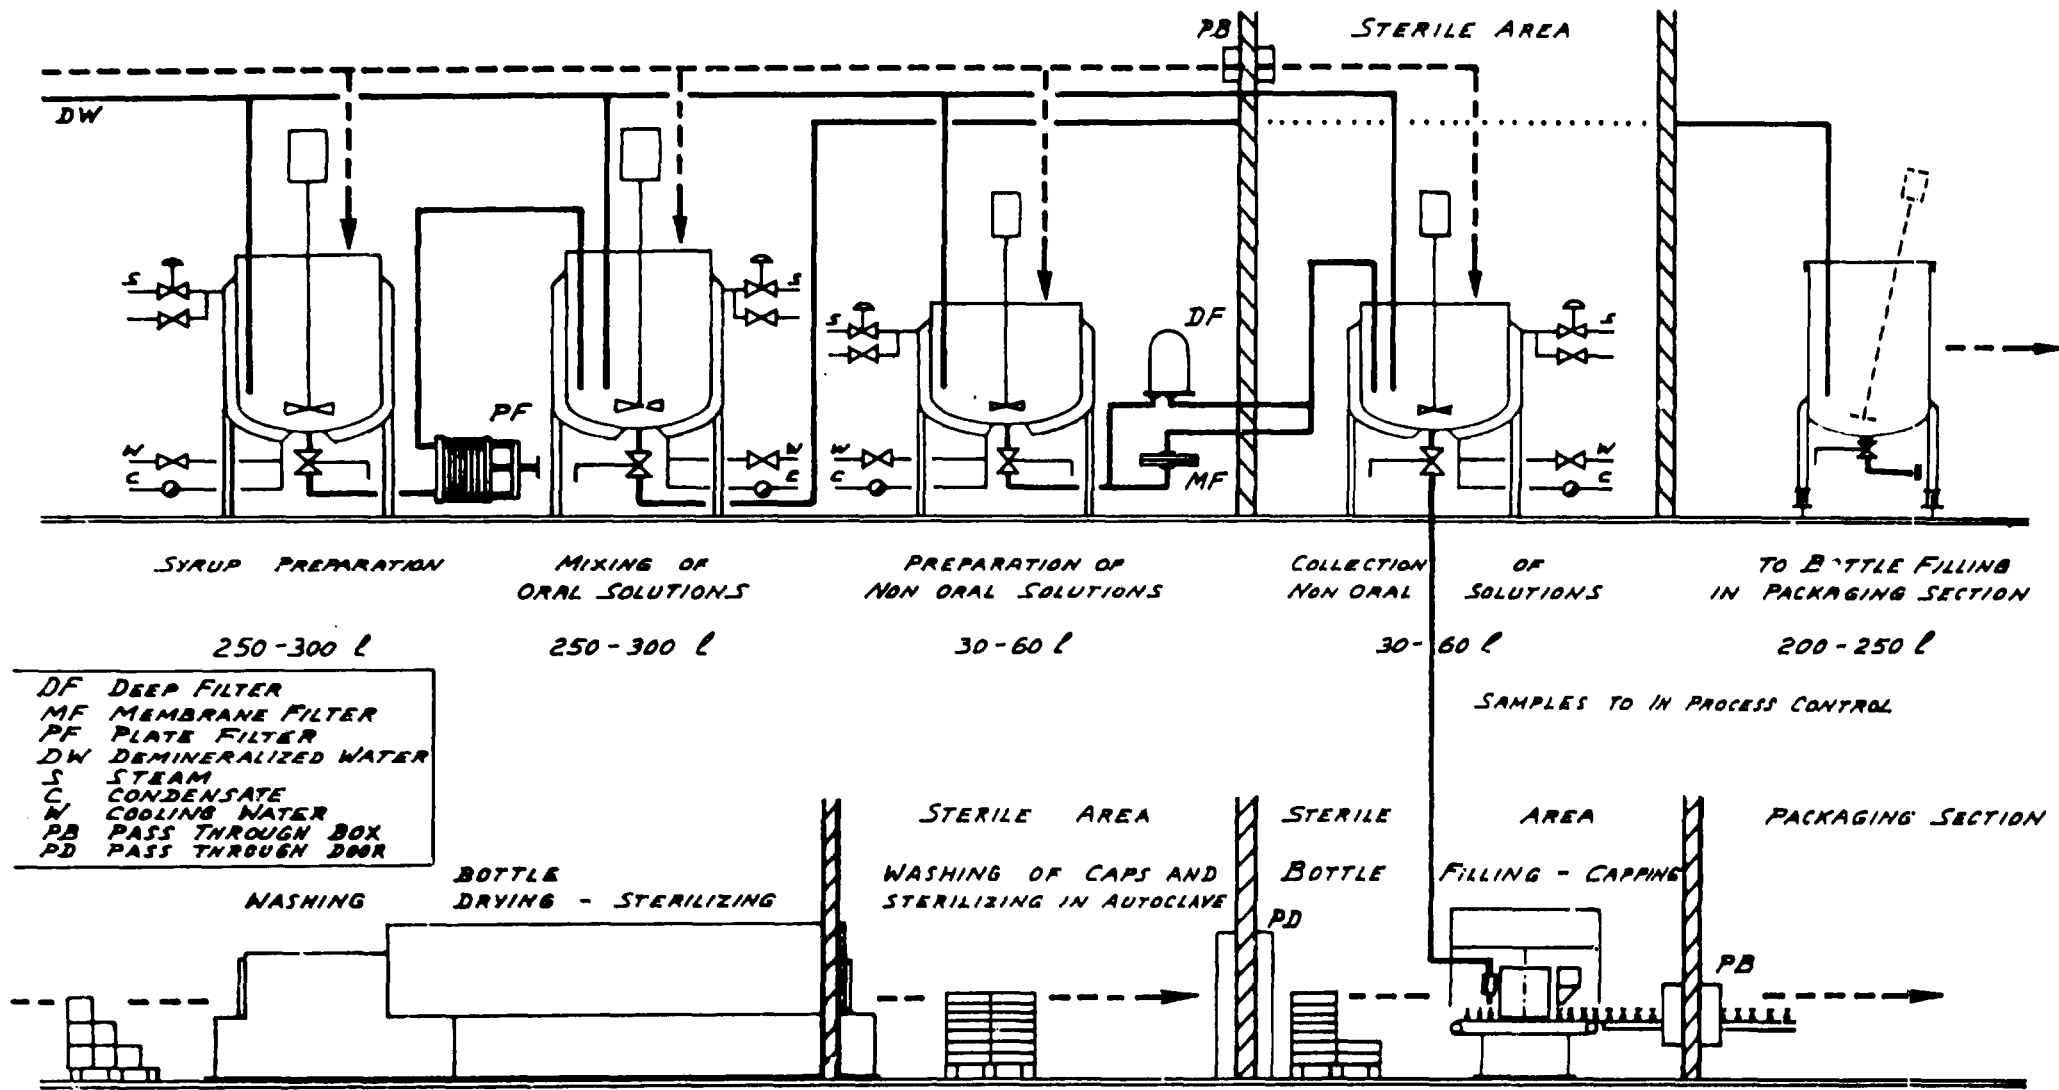 PB
STERILE AREA
DW
S
S
S
DF
S
PF
W
C
W
C
W
C
MF
W
C
SYRUP PREPARATION
250-300 l
MIXING OF
ORAL SOLUTIONS
250-300 l
PREPARATION OF
NON ORAL SOLUTIONS
30-60 l
COLLECTION OF
NON ORAL SOLUTIONS
30-60 l
TO BOTTLE FILLING
IN PACKAGING SECTION
200-250 l
SAMPLES TO IN PROCESS CONTROL
DF DEEP FILTER
MF MEMBRANE FILTER
PF PLATE FILTER
DW DEMINERALIZED WATER
S STEAM
C CONDENSATE
W COOLING WATER
PB PASS THROUGH BOX
PD PASS THROUGH DOOR
WASHING
BOTTLE
DRYING - STERILIZING
STERILE AREA
WASHING OF CAPS AND
STERILIZING IN AUTOCLAVE
STERILE AREA
BOTTLE FILLING - CAPPING
PD
PACKAGING SECTION
PB